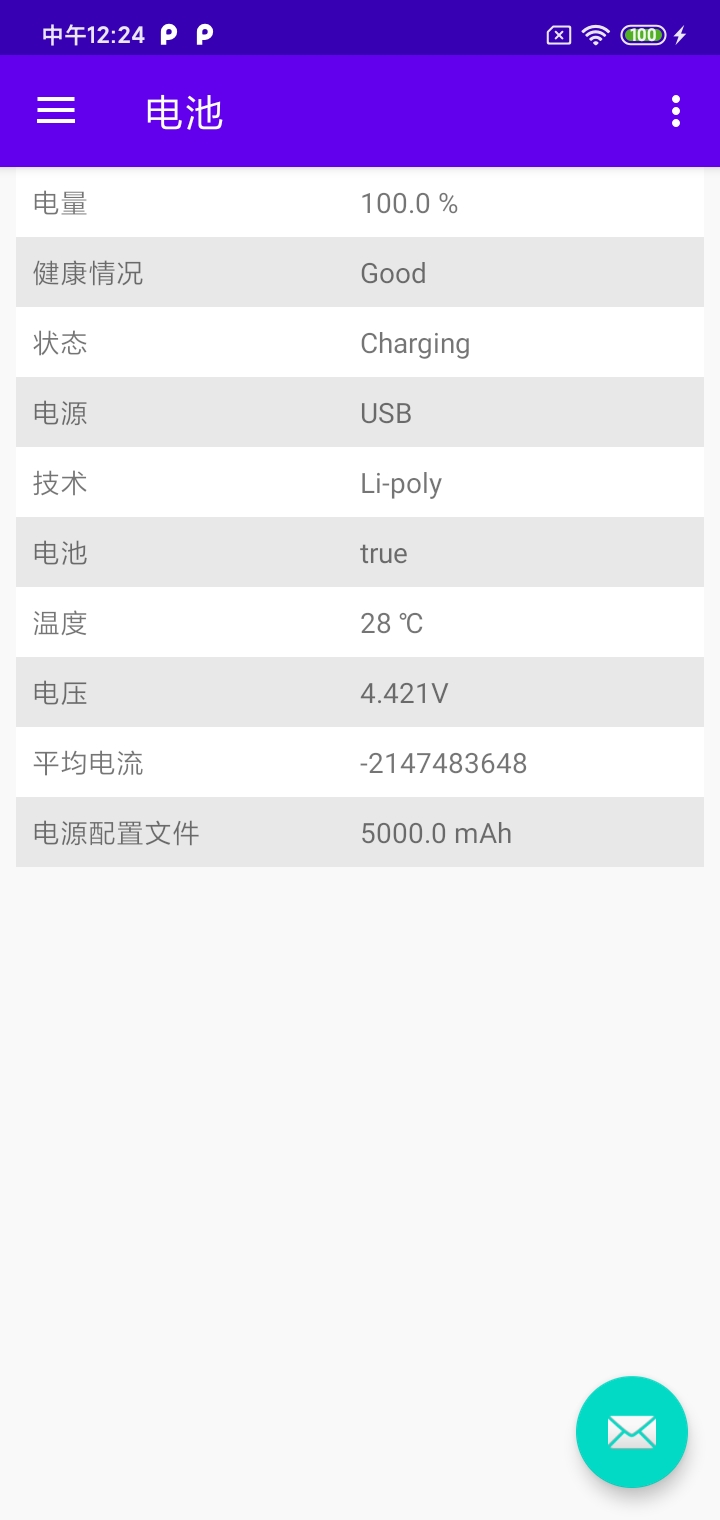 中午12:24 100
电池
电量 100.0 %
健康情况 Good
状态 Charging
电源 USB
技术 Li-poly
电池 true
温度 28 ℃
电压 4.421V
平均电流 -2147483648
电源配置文件 5000.0 mAh